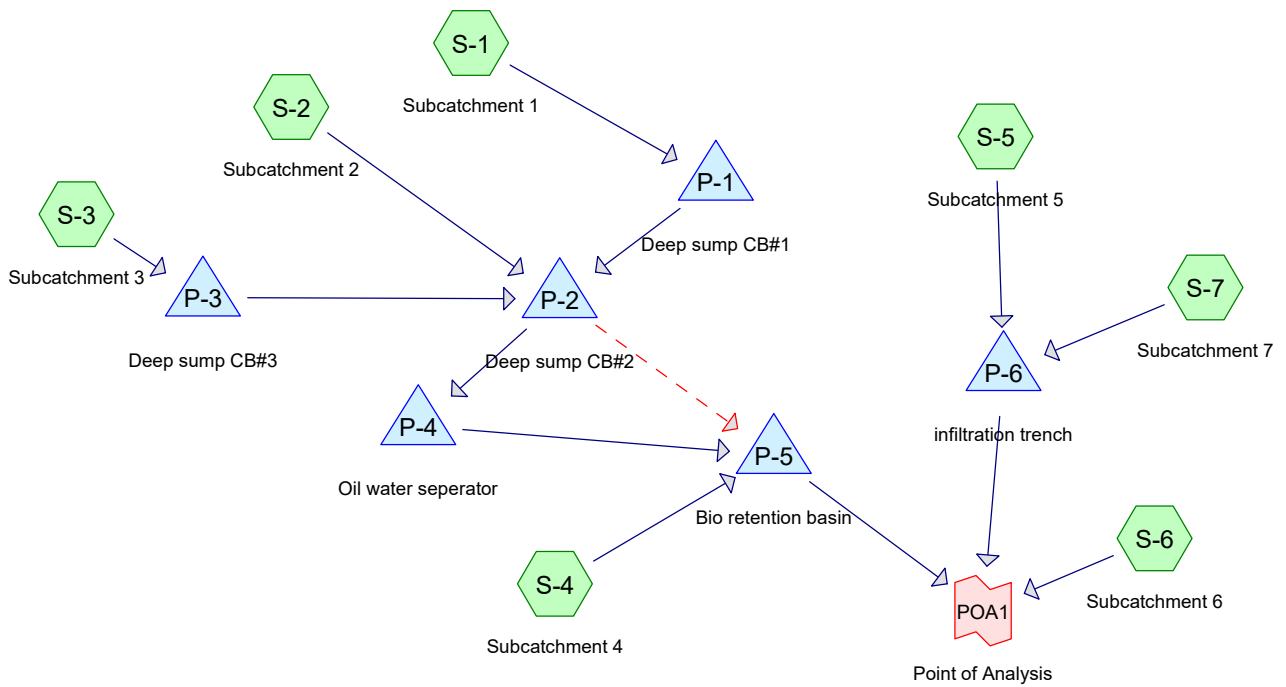 S-1
Subcatchment 1
S-2
Subcatchment 2
S-5
Subcatchment 5
P-1
Deep sump CB#1
S-3
Subcatchment 3
P-3
Deep sump CB#3
P-2
Deep sump CB#2
S-7
Subcatchment 7
P-6
infiltration trench
P-4
Oil water seperator
P-5
Bio retention basin
S-4
Subcatchment 4
S-6
Subcatchment 6
POA1
Point of Analysis